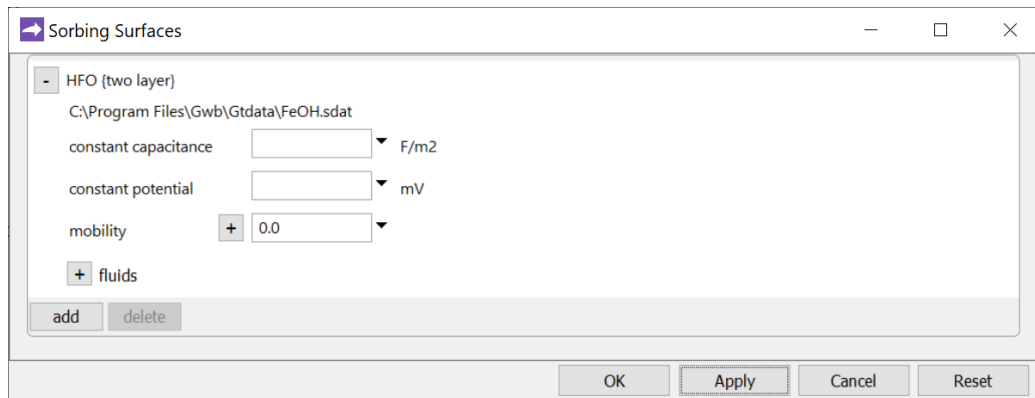 Sorbing Surfaces
- HFO {two layer}
C:\Program Files\Gwb\Gtdata\FeOH.sdat
constant capacitance F/m2
constant potential mV
mobility + 0.0
+ fluids
add delete
OK Apply Cancel Reset